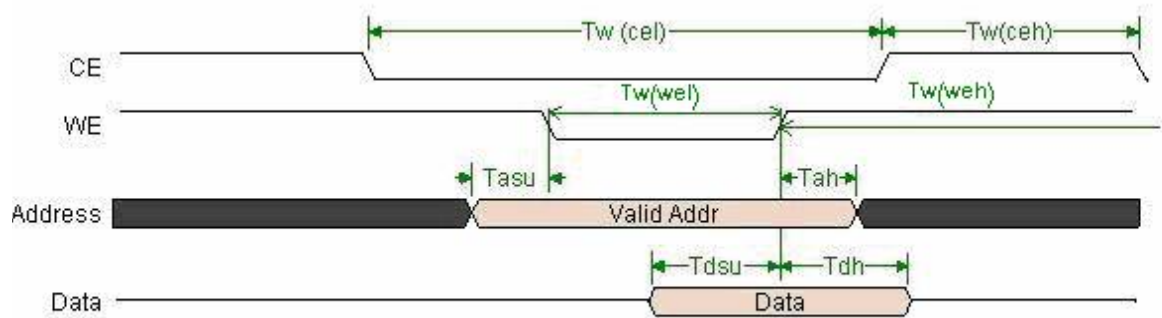 Tw (cel) Tw(ceh)
CE
Tw(wel) Tw(weh)
WE
Tasu Tah
Address Valid Addr
Tdsu Tdh
Data Data